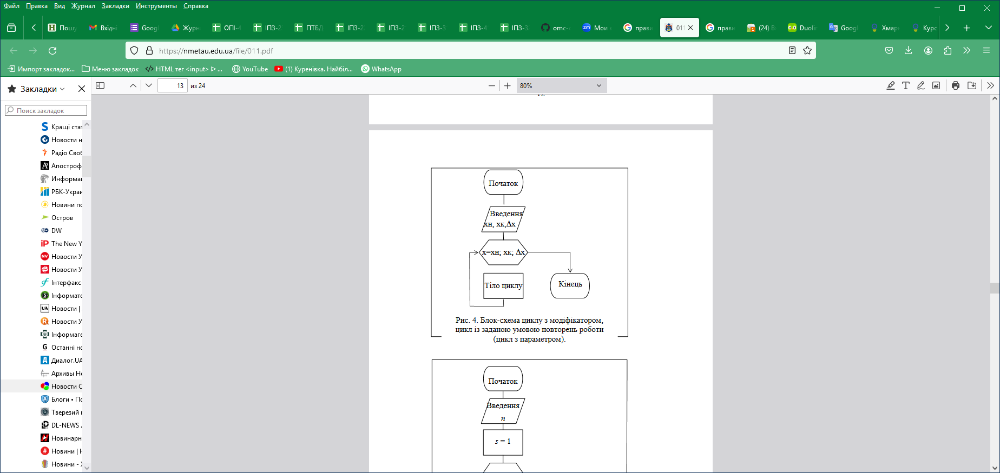 Файл Правка Вид Журнал Закладки Инструменты Справка
Пошу Вхідні Googl Журн ОПІ-4 ІПЗ-2 ПТБД ІПЗ-2 ІПЗ-2 ІПЗ-3 ІПЗ-4 ІПЗ-3 omc- Мои к прави 011 прави (24) В Duolin Googl Хмар Курс
https://nmetau.edu.ua/file/011.pdf
Импорт закладок... Меню закладок HTML тег <input> ᐈ ... YouTube (1) Куренівка. Найбіл... WhatsApp
Закладки
13 из 24
80%
Поиск закладок
Кращі стат
Новости н
Радіо Своб
Апостроф
Информац
РБК-Украи
Новини по
Остров
DW
The New Y
Новости У
Новости У
Інтерфакс-
Інформато
Новости |
Новости У
Інформаге
Останні но
Диалог.UA
Архивы Но
Новости С
Блоги • По
Тверезий п
DL-NEWS .
Новинарн
Новини | Н
Новини - Х
12
Початок
Введення
хн, хк,Δх
х=хн; хк; Δх
Тіло циклу
Кінець
Рис. 4. Блок-схема циклу з модіфікатором,
цикл із заданою умовою повторень роботи
(цикл з параметром).
Початок
Введення
n
s = 1